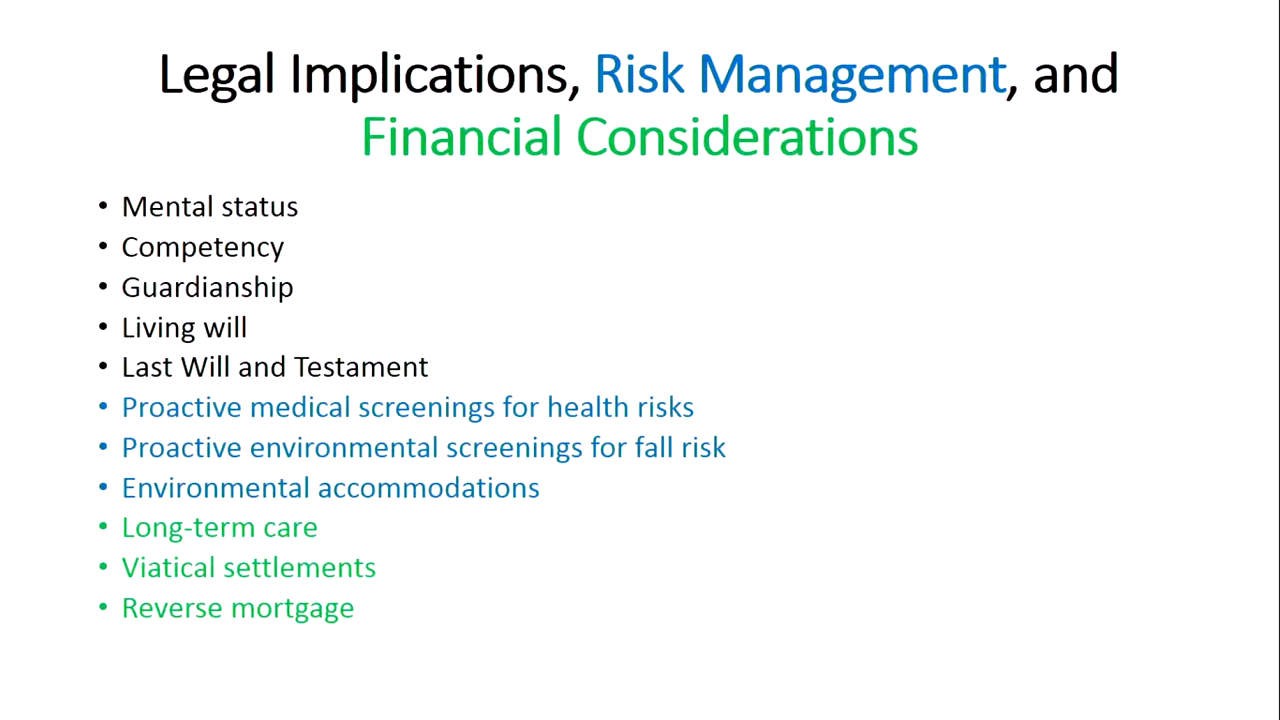 Legal Implications, Risk Management, and
Financial Considerations
• Mental status
• Competency
• Guardianship
• Living will
• Last Will and Testament
• Proactive medical screenings for health risks
• Proactive environmental screenings for fall risk
• Environmental accommodations
• Long-term care
• Viatical settlements
• Reverse mortgage